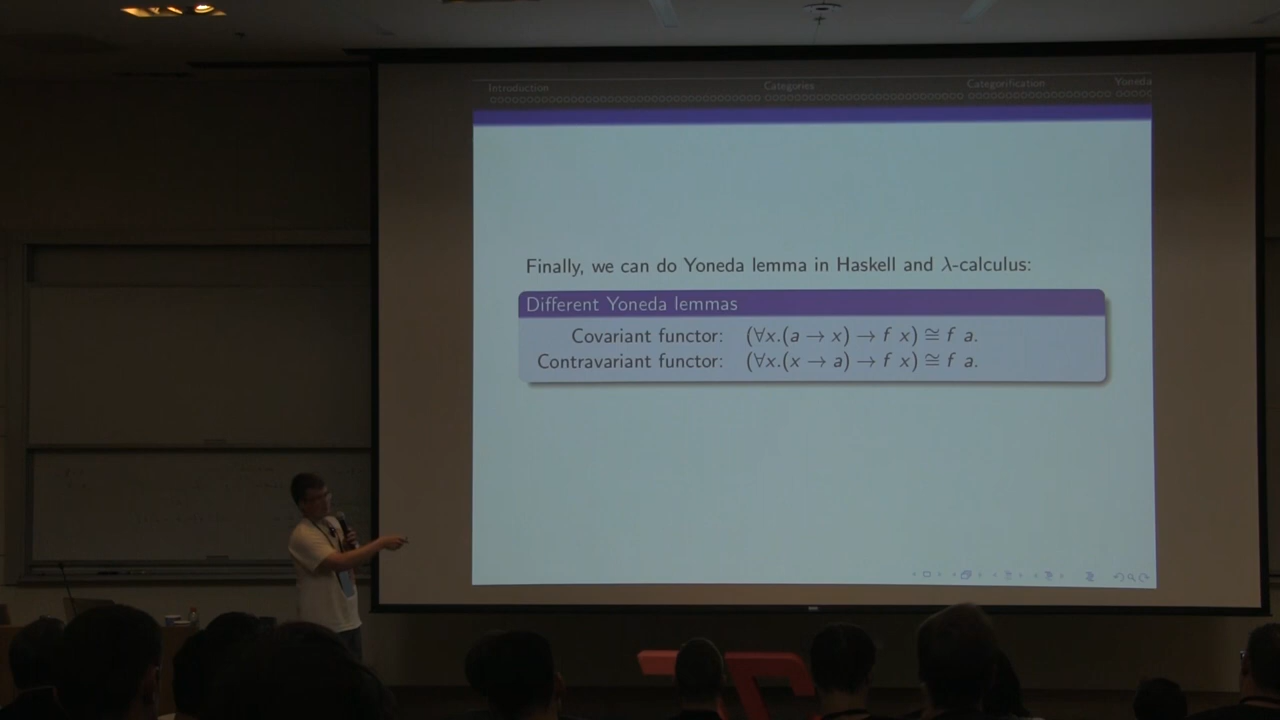 Introduction Categories Categorification Yoneda
Finally, we can do Yoneda lemma in Haskell and λ-calculus:
Different Yoneda lemmas
Covariant functor: (∀x.(a → x) → f x) ≅ f a.
Contravariant functor: (∀x.(x → a) → f x) ≅ f a.